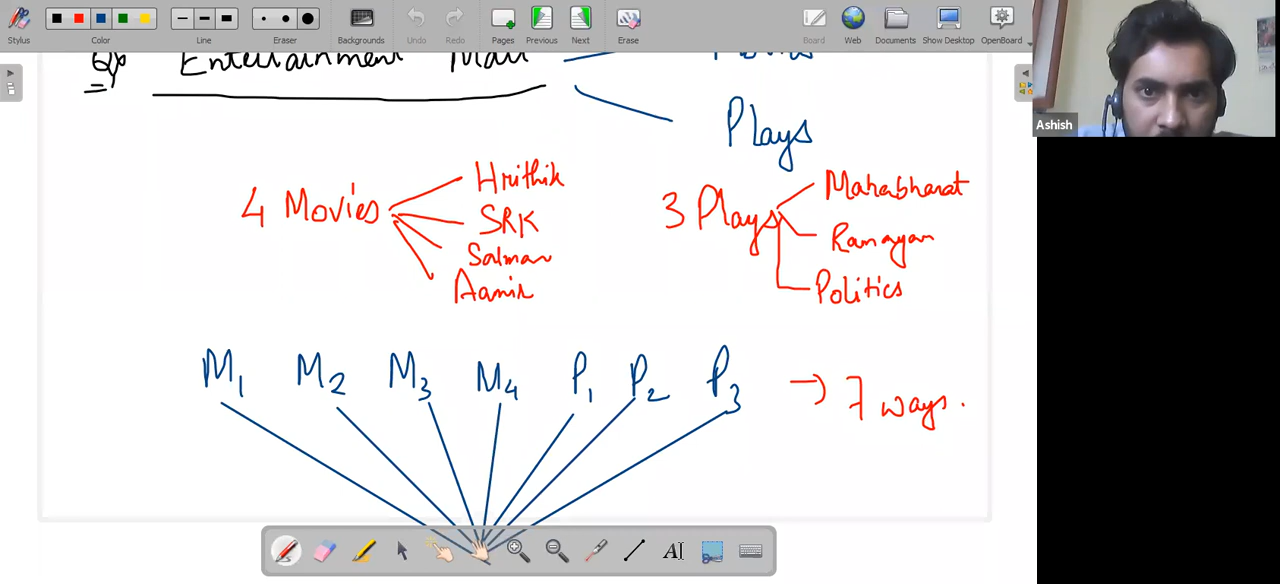 Stylus Color Line Eraser Backgrounds Undo Redo Pages Previous Next Erase Board Web Documents Show Desktop OpenBoard
Entertainment Mall
Plays
Ashish
4 Movies
Hrithik
SRK
Salman
Aamir
3 Plays
Mahabharat
Ramayan
Politics
M1 M2 M3 M4 P1 P2 P3 → 7 ways.